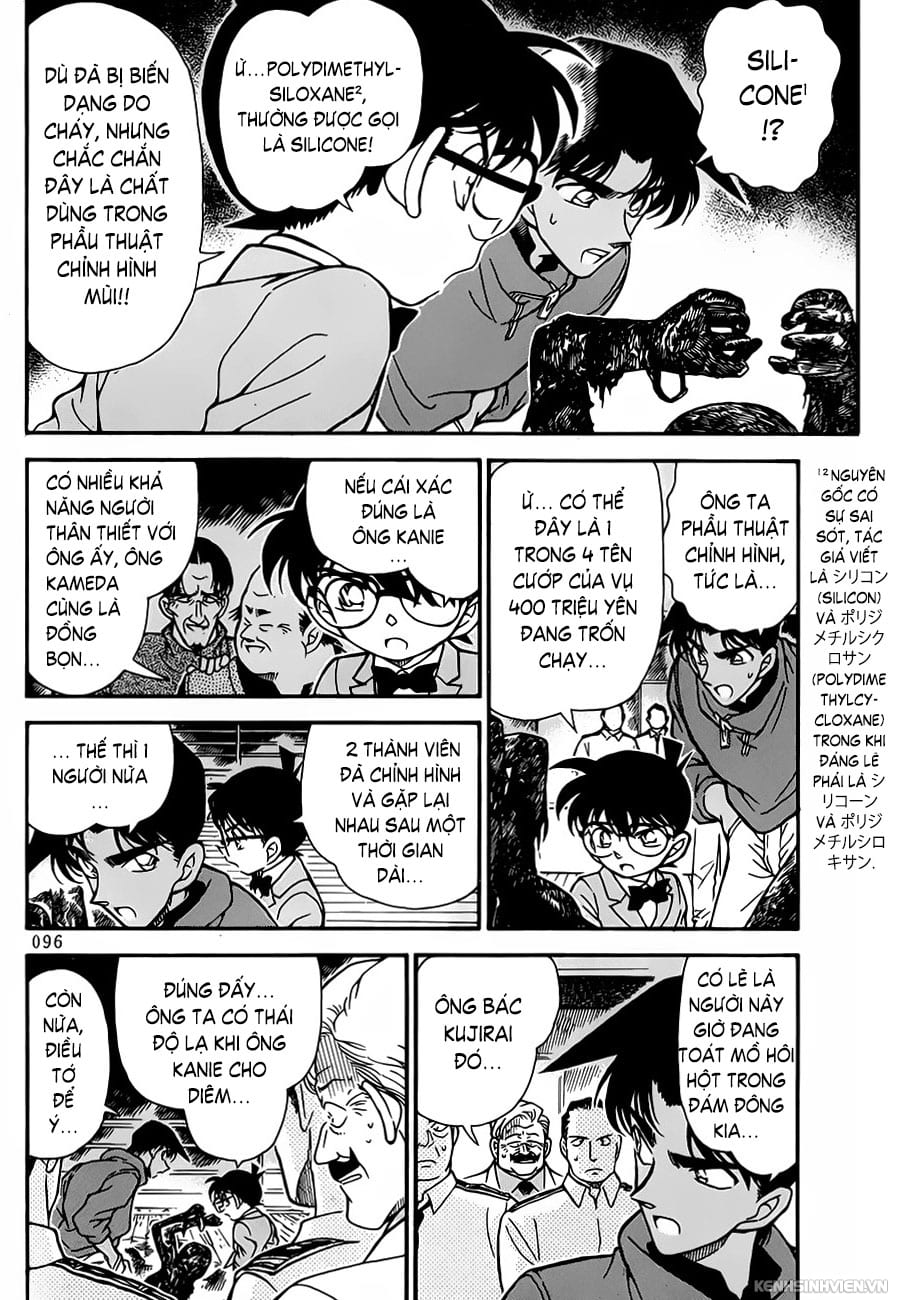 SILI-
CONE¹
!?
Ừ...POLYDIMETHYL-
SILOXANE²,
THƯỜNG ĐƯỢC GỌI
LÀ SILICONE!
DÙ ĐÃ BỊ BIẾN
DẠNG DO
CHÁY, NHƯNG
CHẮC CHẮN
ĐÂY LÀ CHẤT
DÙNG TRONG
PHẪU THUẬT
CHỈNH HÌNH
MŨI!!
ÔNG TA
PHẪU THUẬT
CHỈNH HÌNH,
TỨC LÀ...
Ừ... CÓ THỂ
ĐÂY LÀ 1
TRONG 4 TÊN
CƯỚP CỦA VỤ
400 TRIỆU YÊN
ĐANG TRỐN
CHẠY...
¹²NGUYÊN
GỐC CÓ
SỰ SAI
SÓT, TÁC
GIẢ VIẾT
LÀ シリコン
(SILICON)
VÀ ポリジ
メチルシク
ロサン
(POLYDIME
THYLCY-
CLOXANE)
TRONG KHI
ĐÁNG LẼ
PHẢI LÀ シ
リコーン
VÀ ポリジ
メチルシロ
キサン.
NẾU CÁI XÁC
ĐÚNG LÀ
ÔNG KANIE
...
CÓ NHIỀU KHẢ
NĂNG NGƯỜI
THÂN THIẾT VỚI
ÔNG ẤY, ÔNG
KAMEDA
CŨNG LÀ
ĐỒNG
BỌN...
2 THÀNH VIÊN
ĐÃ CHỈNH HÌNH
VÀ GẶP LẠI
NHAU SAU MỘT
THỜI GIAN
DÀI...
... THẾ THÌ 1
NGƯỜI NỮA
...
096
CÓ LẼ LÀ
NGƯỜI NÀY
GIỜ ĐANG
TOÁT MỒ HÔI
HỘT TRONG
ĐÁM ĐÔNG
KIA...
ÔNG BÁC
KUJIRAI
ĐÓ...
ĐÚNG ĐẤY...
ÔNG TA CÓ THÁI
ĐỘ LẠ KHI ÔNG
KANIE CHO
DIÊM...
CÒN
NỮA,
ĐIỀU
TỚ
ĐỂ
Ý...
KENHSINHVIEN.VN